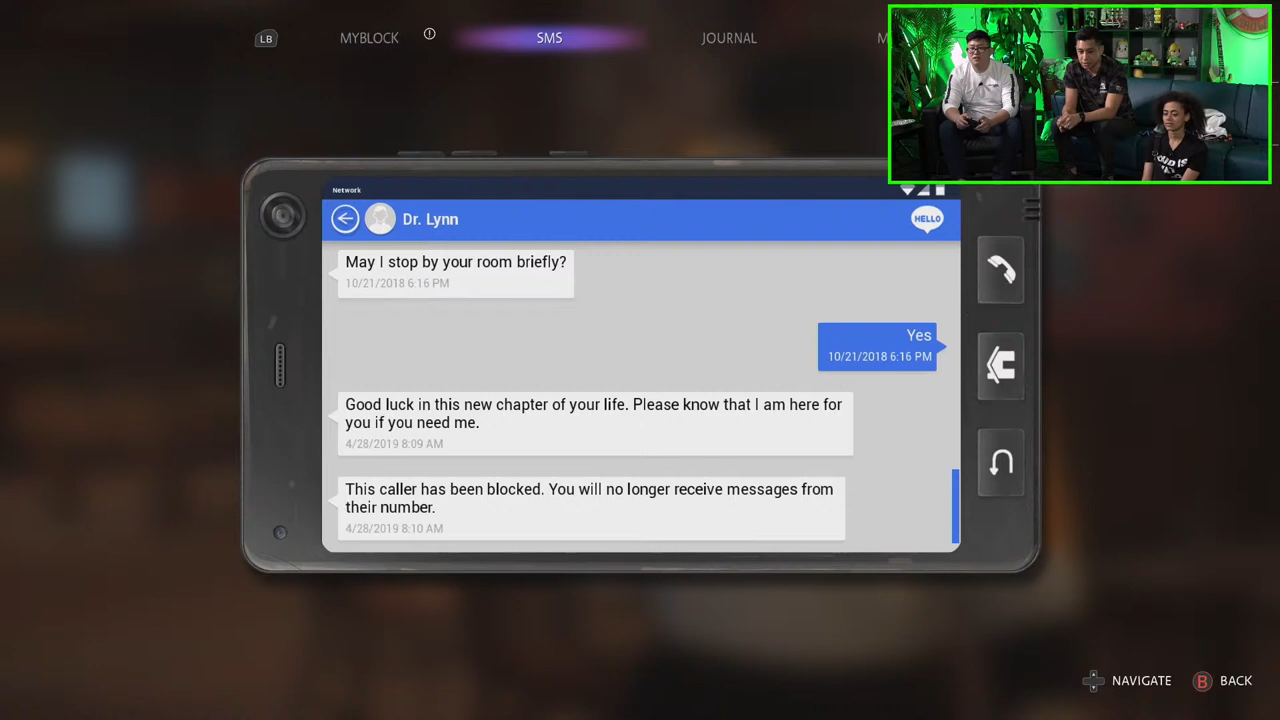 LB
MYBLOCK
SMS
JOURNAL
M
Network
Dr. Lynn
HELLO
May I stop by your room briefly?
10/21/2018 6:16 PM
Yes
10/21/2018 6:16 PM
Good luck in this new chapter of your life. Please know that I am here for
you if you need me.
4/28/2019 8:09 AM
This caller has been blocked. You will no longer receive messages from
their number.
4/28/2019 8:10 AM
NAVIGATE
B BACK